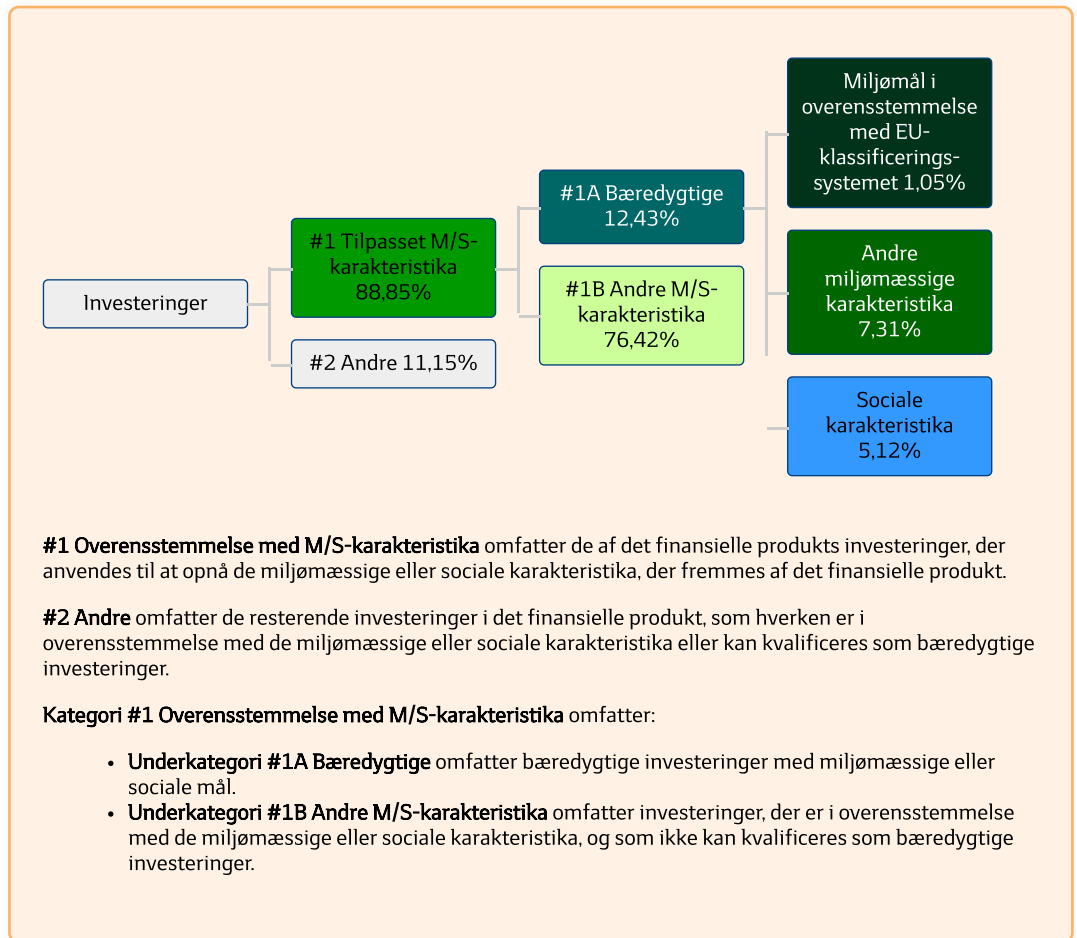 Investeringer
#1 Tilpasset M/S-
karakteristika
88,85%
#2 Andre 11,15%
#1A Bæredygtige
12,43%
#1B Andre M/S-
karakteristika
76,42%
Miljømål i
overensstemmelse
med EU-
klassificerings-
systemet 1,05%
Andre
miljømæssige
karakteristika
7,31%
Sociale
karakteristika
5,12%
#1 Overensstemmelse med M/S-karakteristika omfatter de af det finansielle produkts investeringer, der
anvendes til at opnå de miljømæssige eller sociale karakteristika, der fremmes af det finansielle produkt.
#2 Andre omfatter de resterende investeringer i det finansielle produkt, som hverken er i
overensstemmelse med de miljømæssige eller sociale karakteristika eller kan kvalificeres som bæredygtige
investeringer.
Kategori #1 Overensstemmelse med M/S-karakteristika omfatter:
• Underkategori #1A Bæredygtige omfatter bæredygtige investeringer med miljømæssige eller
sociale mål.
• Underkategori #1B Andre M/S-karakteristika omfatter investeringer, der er i overensstemmelse
med de miljømæssige eller sociale karakteristika, og som ikke kan kvalificeres som bæredygtige
investeringer.